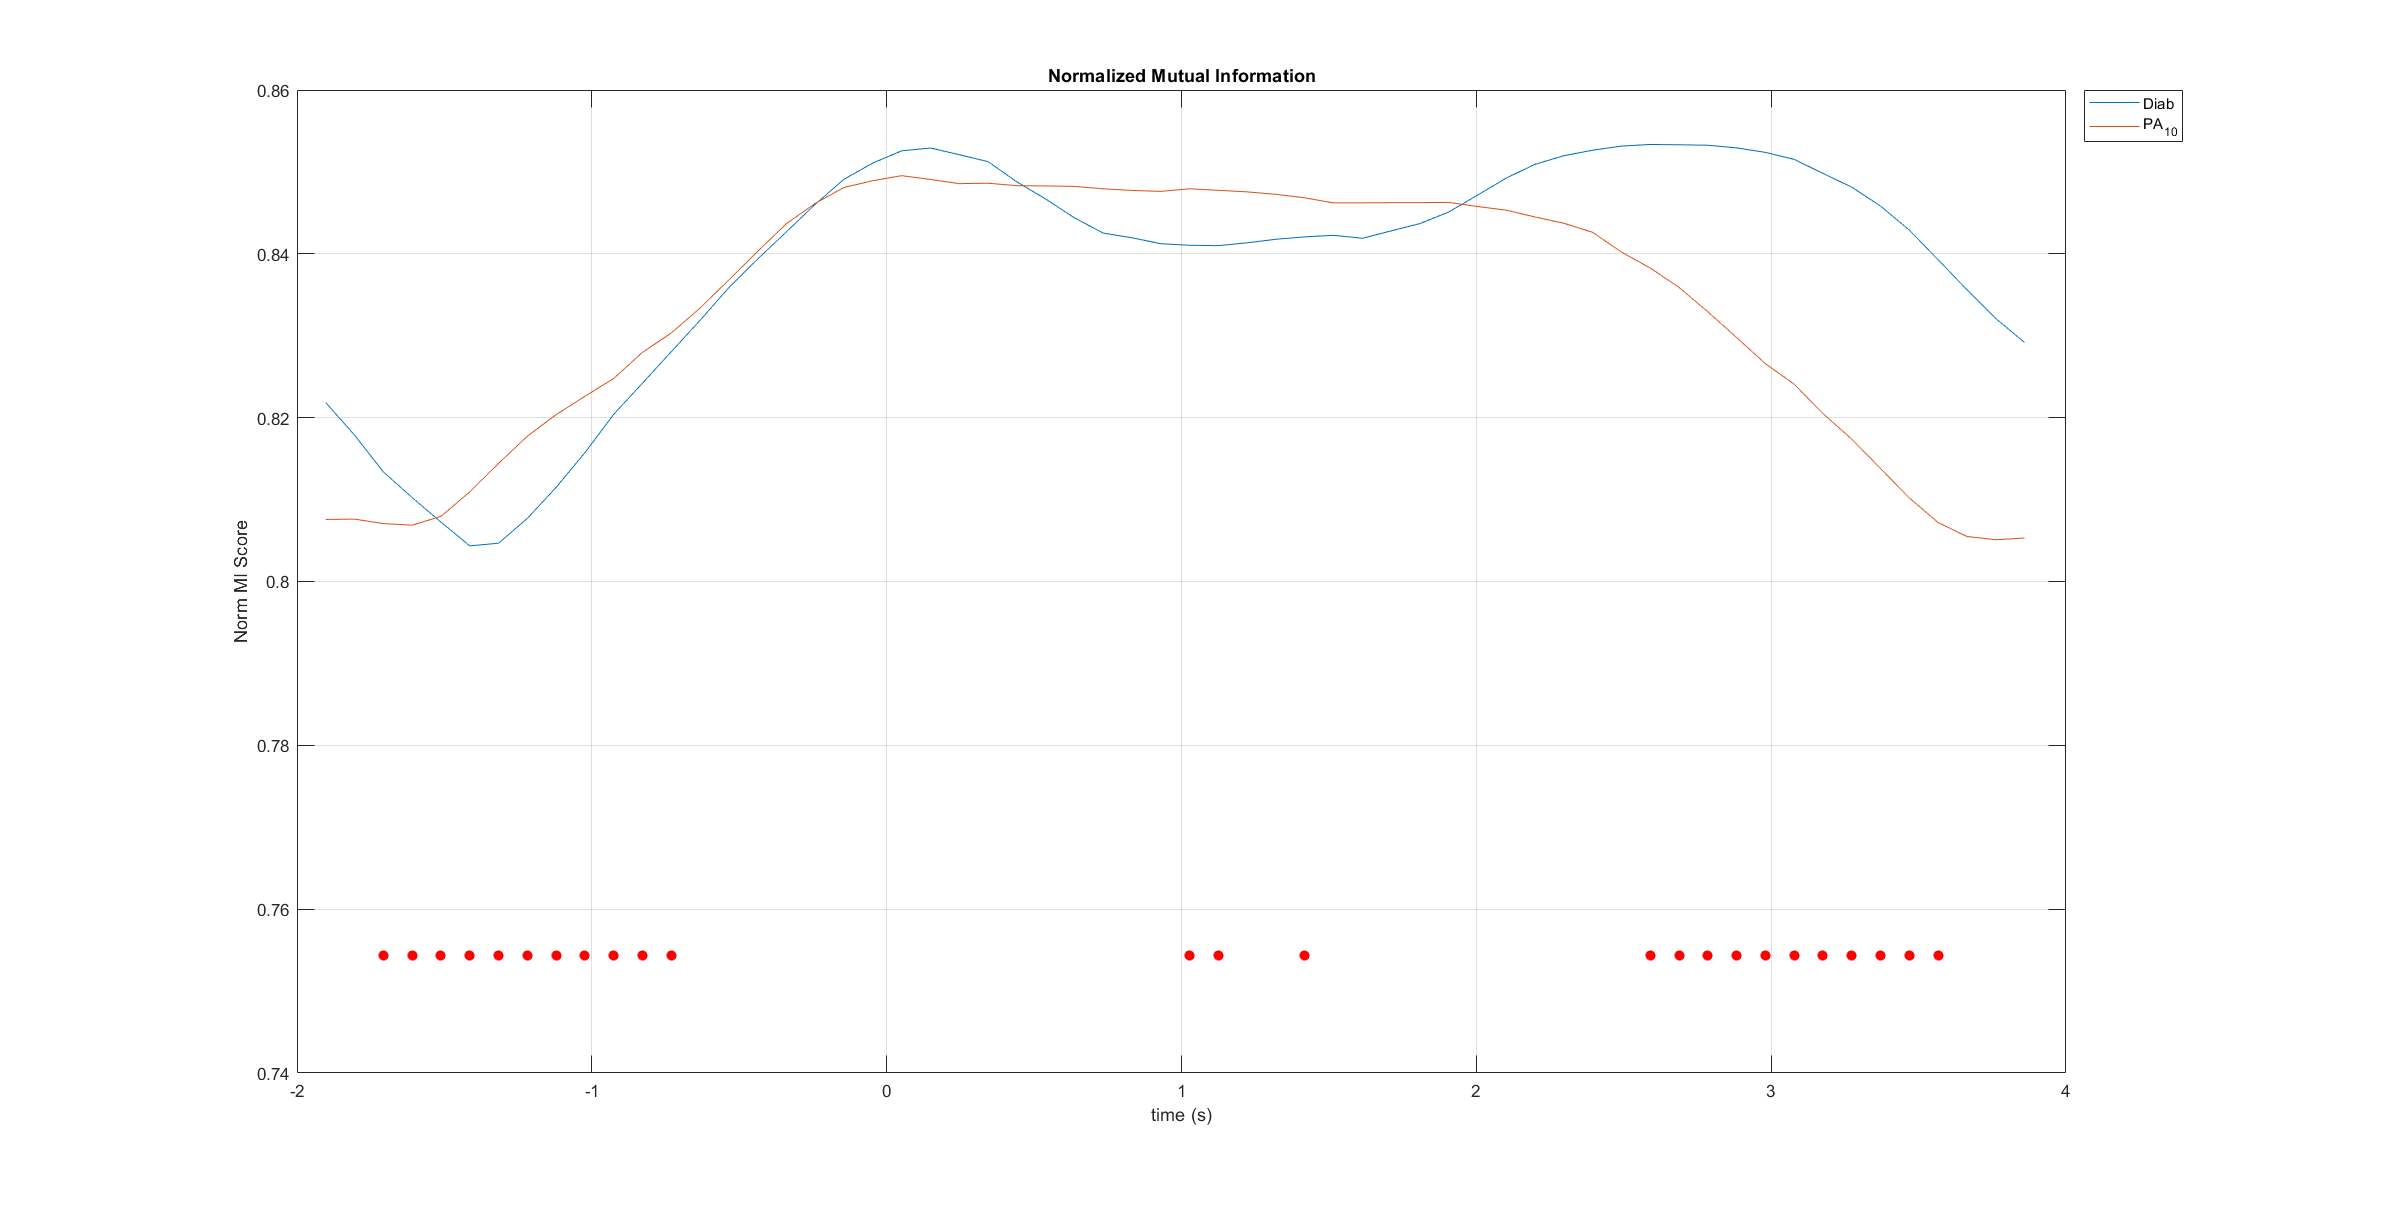 Normalized Mutual Information
Diab
PA10
0.86
0.84
0.82
0.8
0.78
0.76
0.74
Norm MI Score
-2 -1 0 1 2 3 4
time (s)